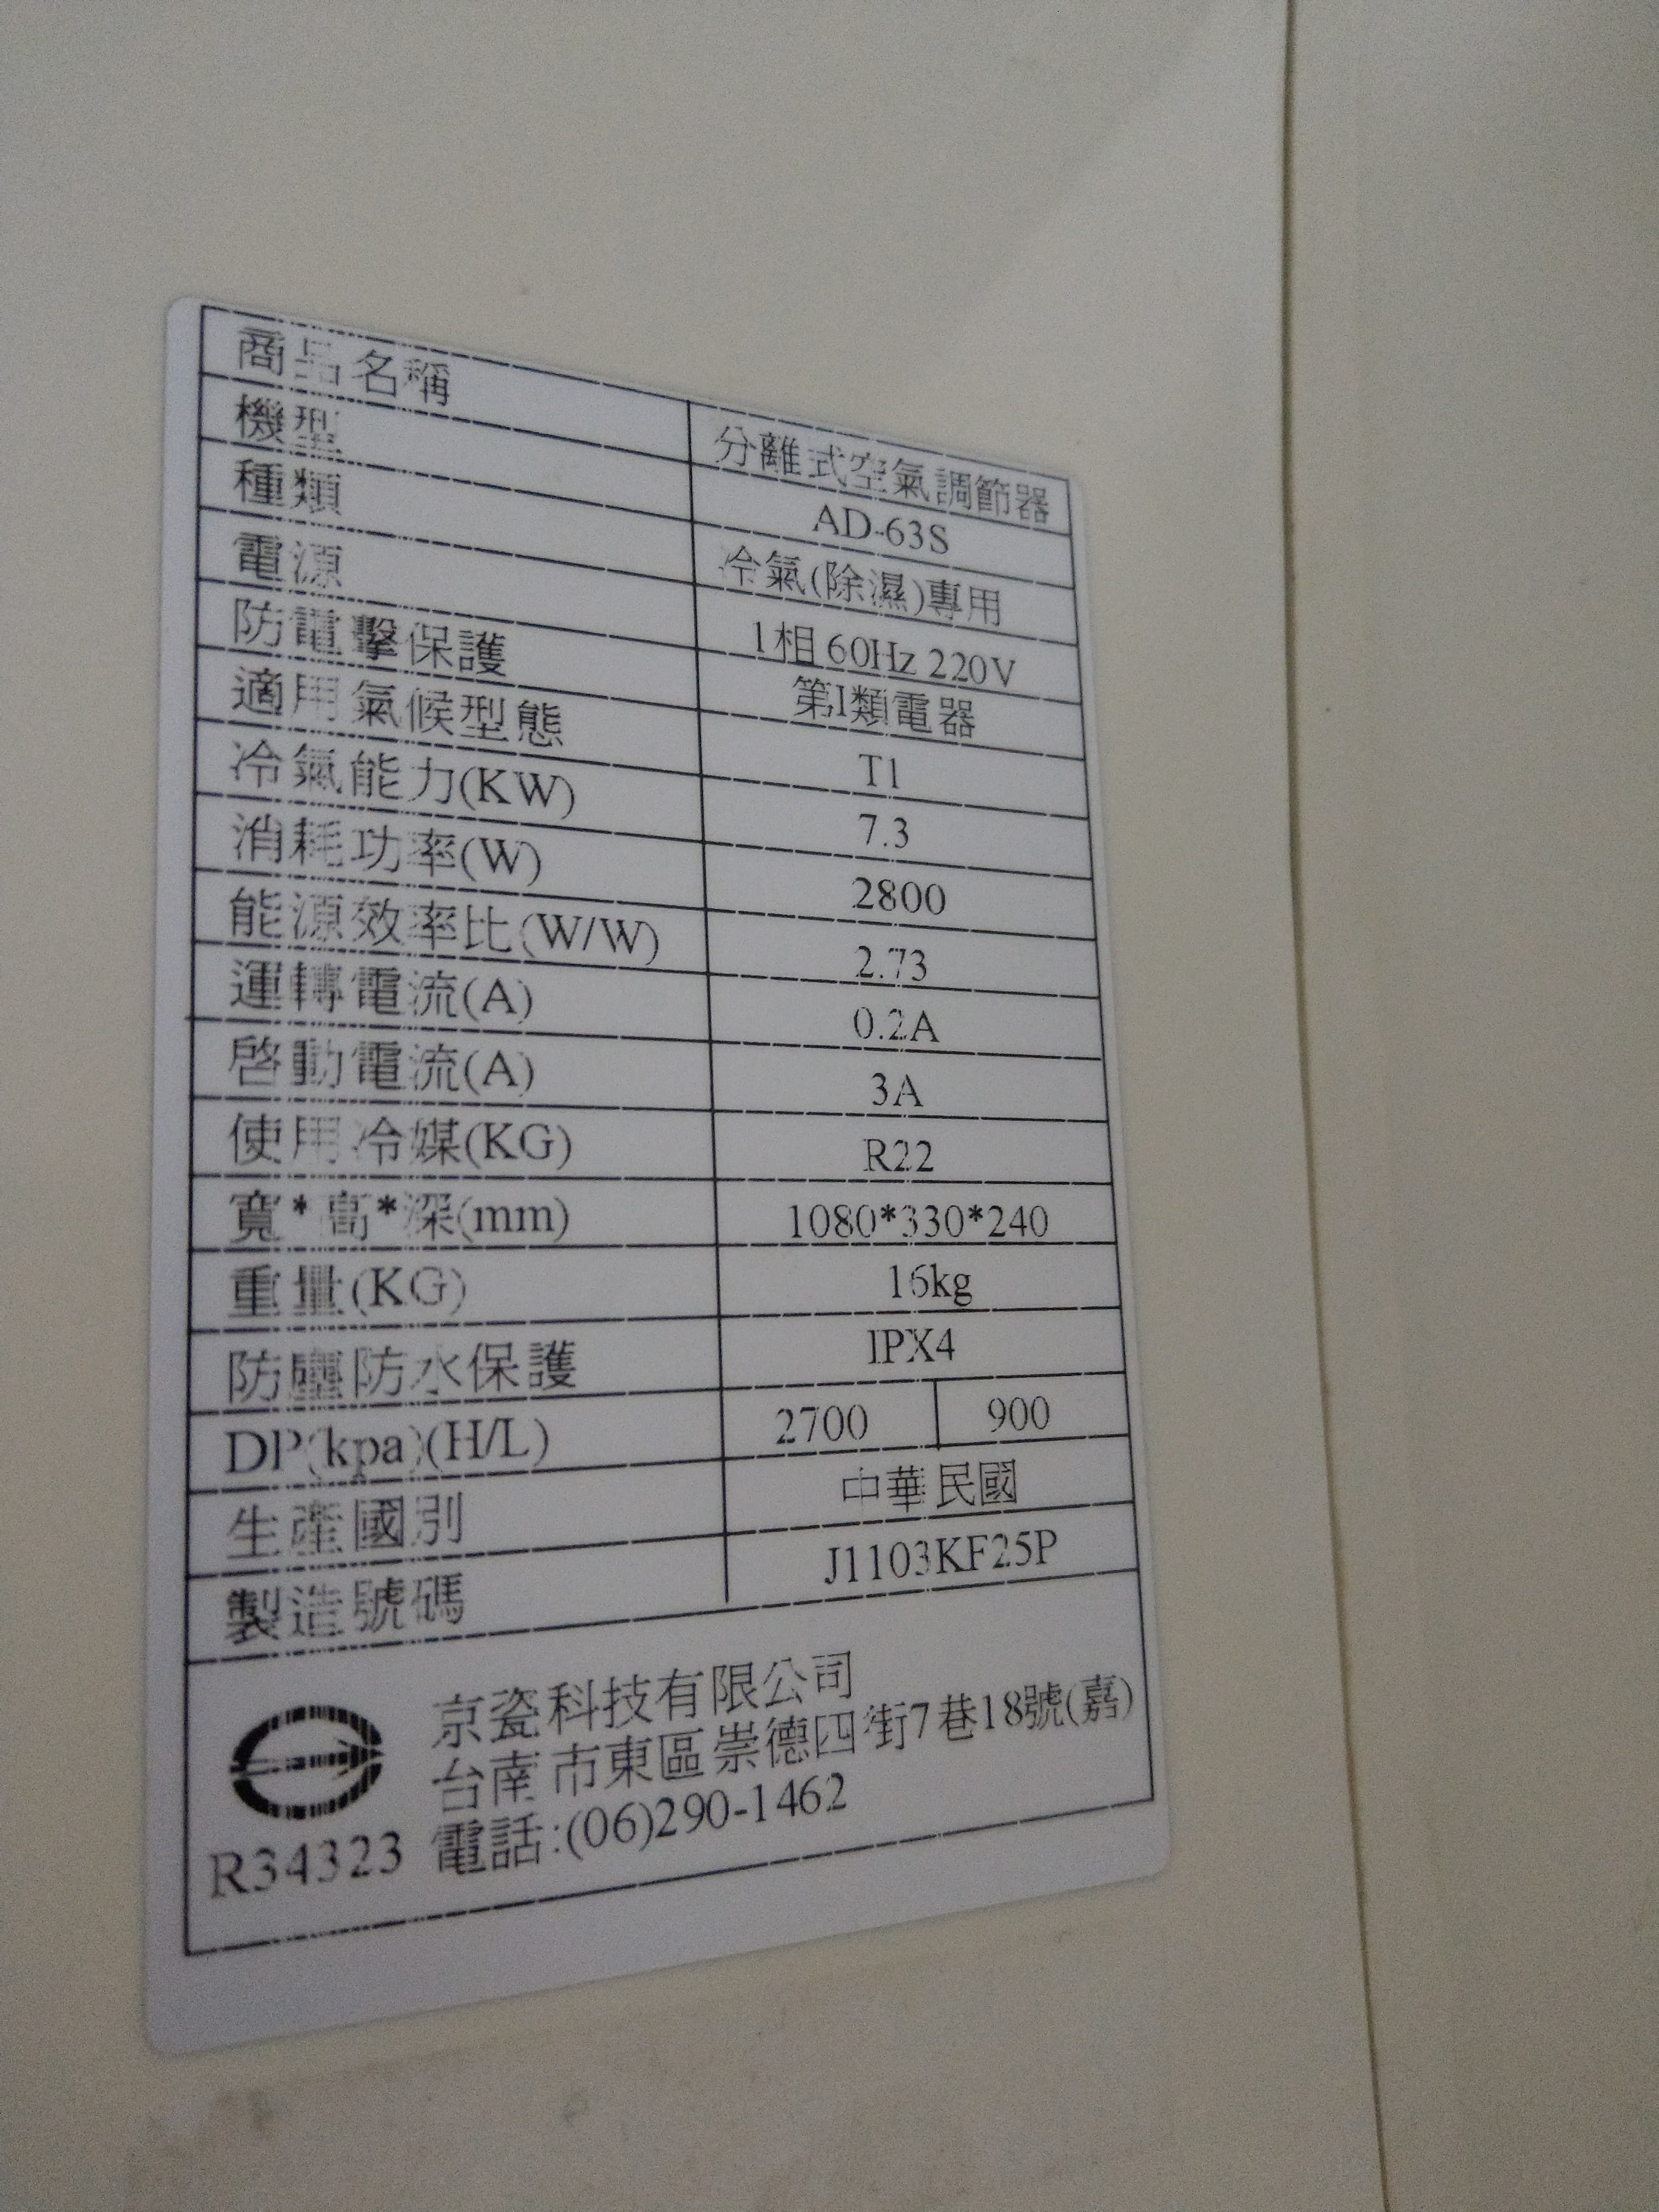 商品名稱 分離式空氣調節器
機型 AD-63S
種類 冷氣(除濕)專用
電源 1相 60Hz 220V
防電擊保護 第I類電器
適用氣候型態 T1
冷氣能力(KW) 7.3
消耗功率(W) 2800
能源效率比(W/W) 2.73
運轉電流(A) 0.2A
啓動電流(A) 3A
使用冷媒(KG) R22
寬*高*深(mm) 1080*330*240
重量(KG) 16kg
防塵防水保護 IPX4
DP(kpa)(H/L) 2700 900
生產國別 中華民國
製造號碼 J1103KF25P
京瓷科技有限公司
台南市東區崇德四街7巷18號(嘉)
R34323 電話:(06)290-1462